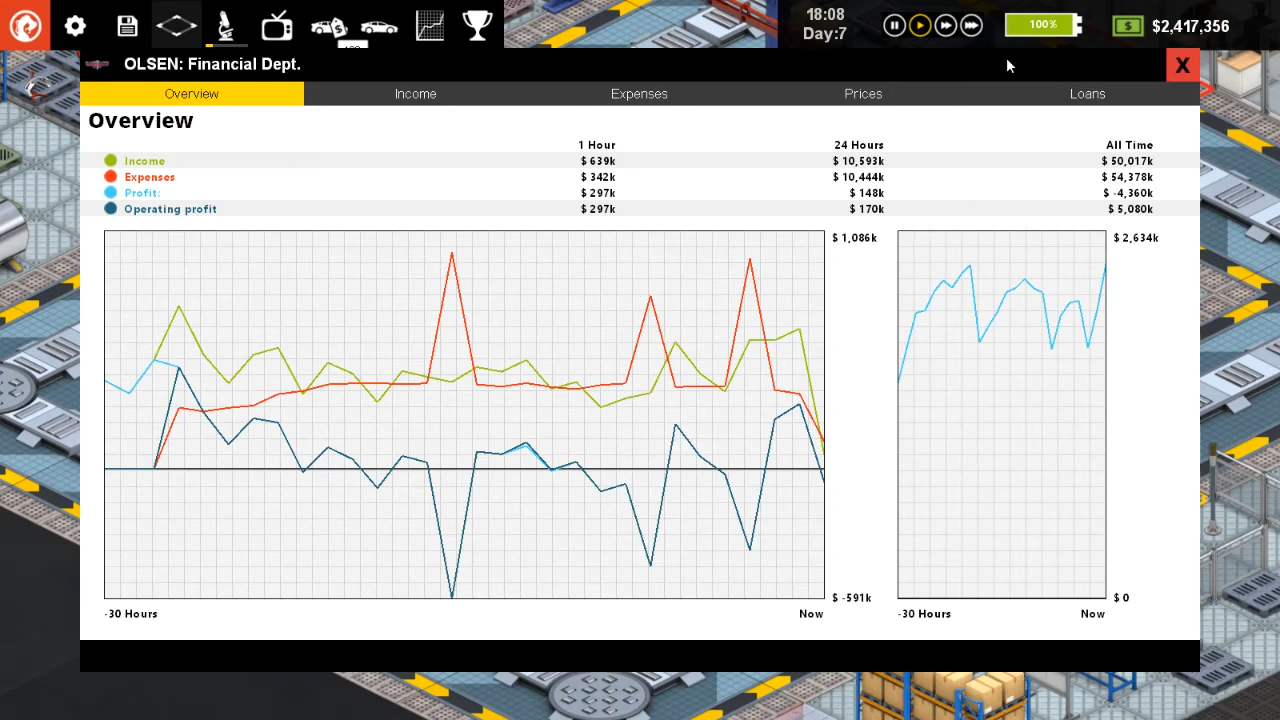 18:08
Day:7
100%
$2,417,356
OLSEN: Financial Dept.
Overview Income Expenses Prices Loans
Overview
1 Hour 24 Hours All Time
Income $ 639k $ 10,593k $ 50,017k
Expenses $ 342k $ 10,444k $ 54,378k
Profit: $ 297k $ 148k $ -4,360k
Operating profit $ 297k $ 170k $ 5,080k
$ 1,086k $ 2,634k
$ -591k $ 0
-30 Hours Now -30 Hours Now